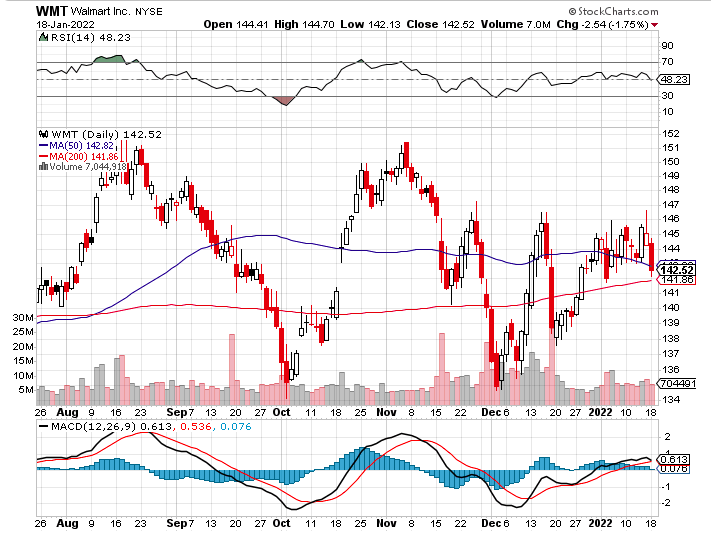 WMT Walmart Inc. NYSE © StockCharts.com
18-Jan-2022 Open 144.41 High 144.70 Low 142.13 Close 142.52 Volume 7.0M Chg -2.54 (-1.75%)
RSI(14) 48.23
90
70
48.23
30
10
WMT (Daily) 142.52
MA(50) 142.82
MA(200) 141.86
Volume 7,044,918
152
151
150
149
148
147
146
145
144
142.52
141.86
141
140
139
138
137
136
134
30M
25M
20M
15M
10M
5M
704491
26 Aug 9 16 23 Sep 7 13 20 27 Oct 11 18 25 Nov 8 15 22 Dec 6 13 20 27 2022 10 18
MACD(12,26,9) 0.613, 0.536, 0.076
2
1
0.613
0.076
-1
-2
26 Aug 9 16 23 Sep 7 13 20 27 Oct 11 18 25 Nov 8 15 22 Dec 6 13 20 27 2022 10 18